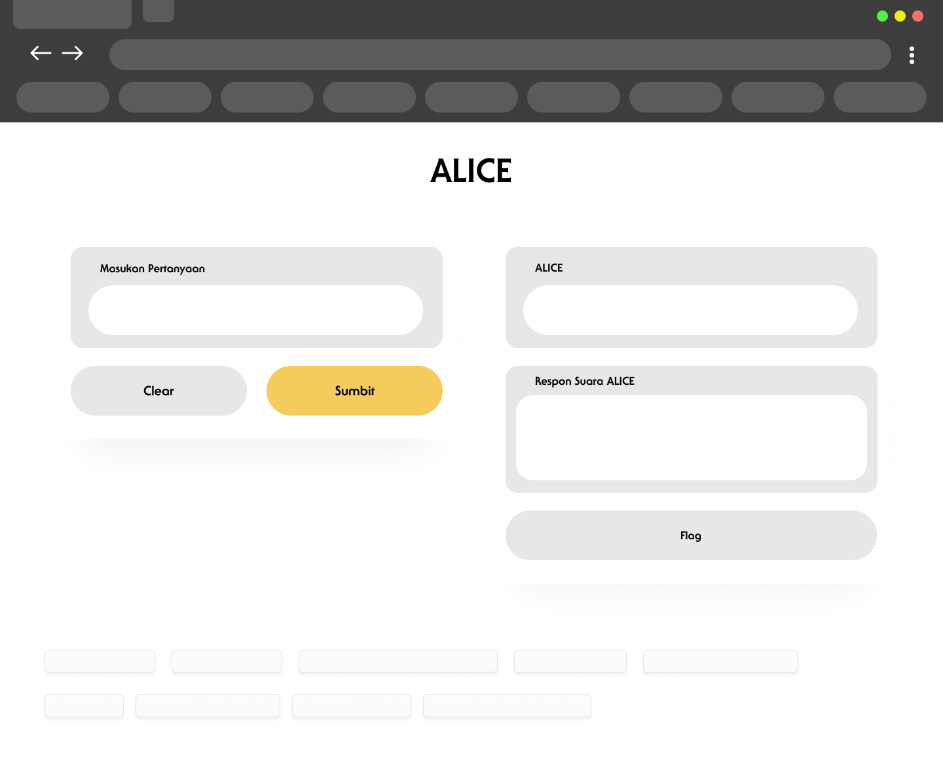 ALICE
Masukan Pertanyaan
Clear
Sumbit
ALICE
Respon Suara ALICE
Flag